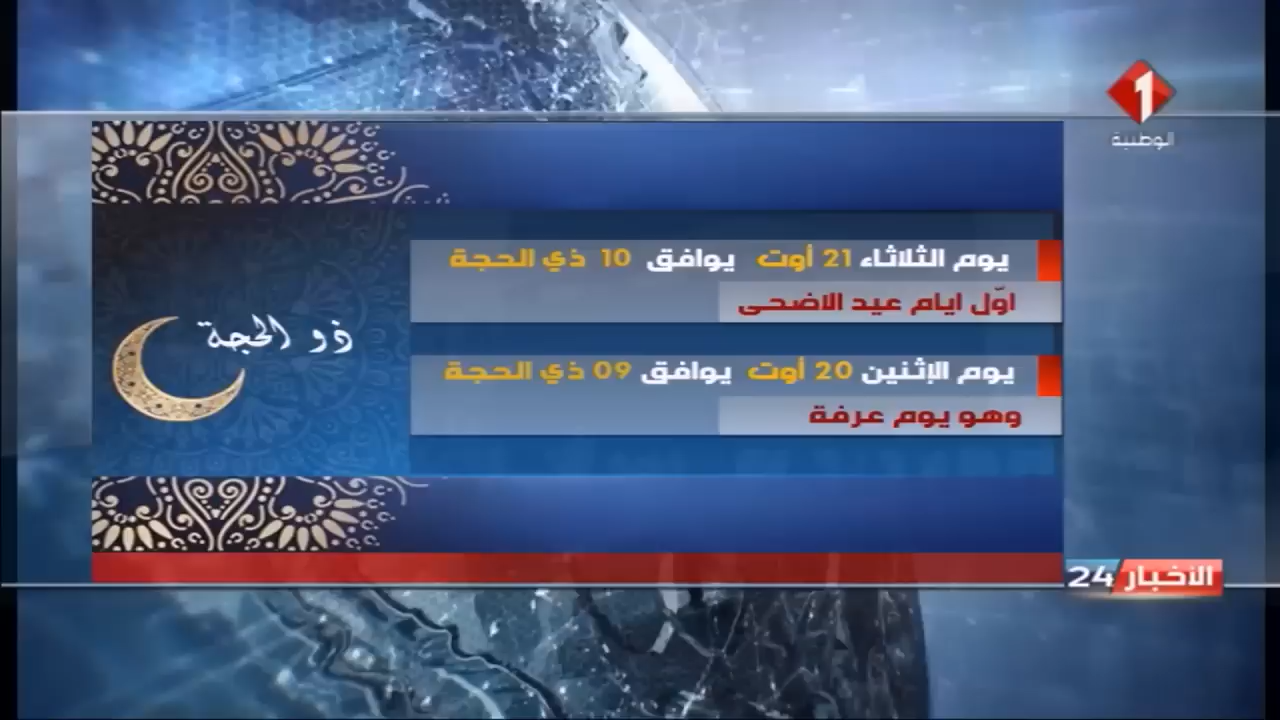 1
الوطنية
يوم الثلاثاء 21 أوت يوافق 10 ذي الحجة
اوّل ايام عيد الاضحى
ذو الحجة
يوم الإثنين 20 أوت يوافق 09 ذي الحجة
وهو يوم عرفة
الأخبار 24